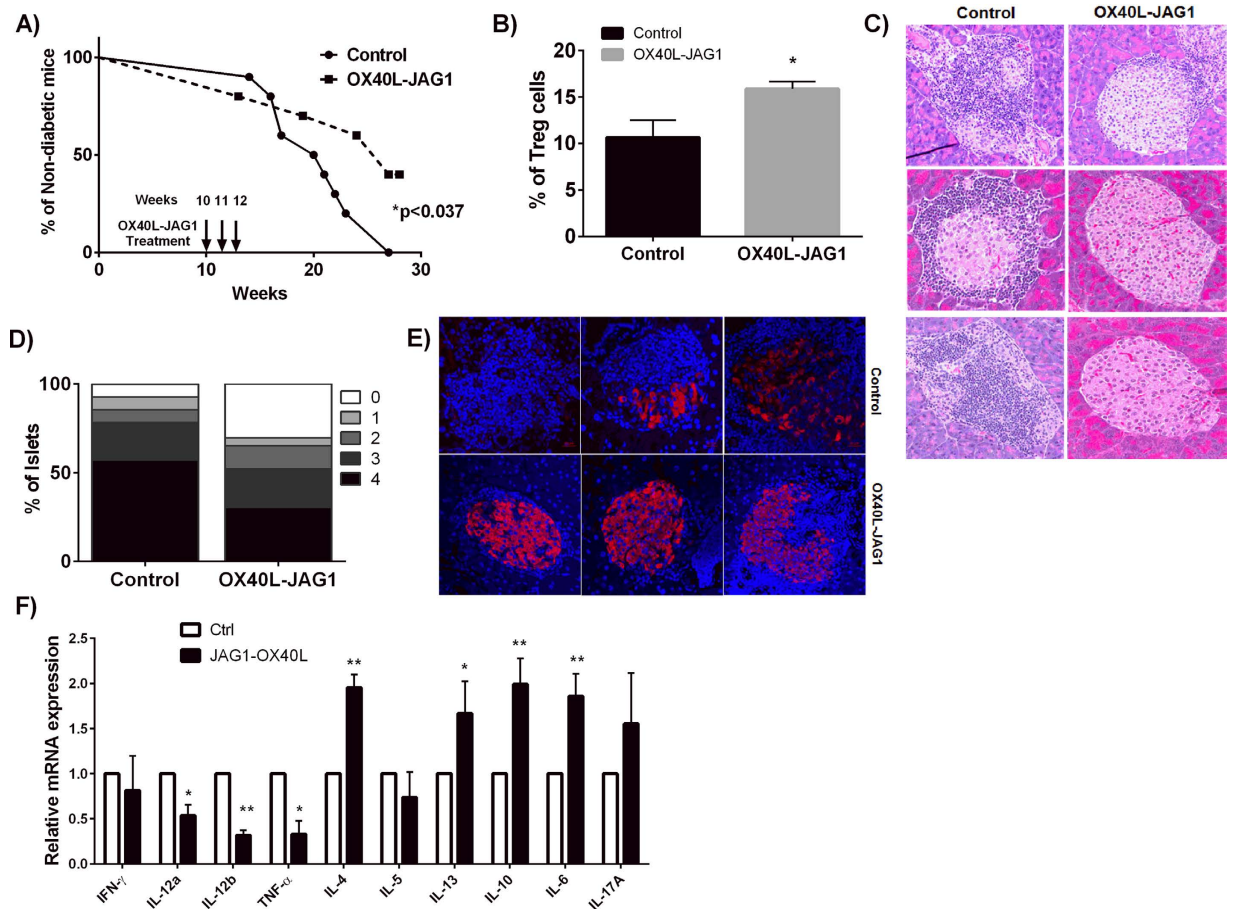 A)
% of Non-diabetic mice
100
50
0
0
10
20
30
Weeks
Control
OX40L-JAG1
Weeks
10 11 12
OX40L-JAG1
Treatment
*p<0.037
B)
Control
OX40L-JAG1
% of Treg cells
20
15
10
5
0
*
Control
OX40L-JAG1
C)
Control
OX40L-JAG1
D)
% of Islets
100
50
0
Control
OX40L-JAG1
0
1
2
3
4
E)
Control
OX40L-JAG1
F)
Ctrl
JAG1-OX40L
Relative mRNA expression
2.5
2.0
1.5
1.0
0.5
0.0
* ** * ** * ** **
IFN-γ
IL-12a
IL-12b
TNF-α
IL-4
IL-5
IL-13
IL-10
IL-6
IL-17A